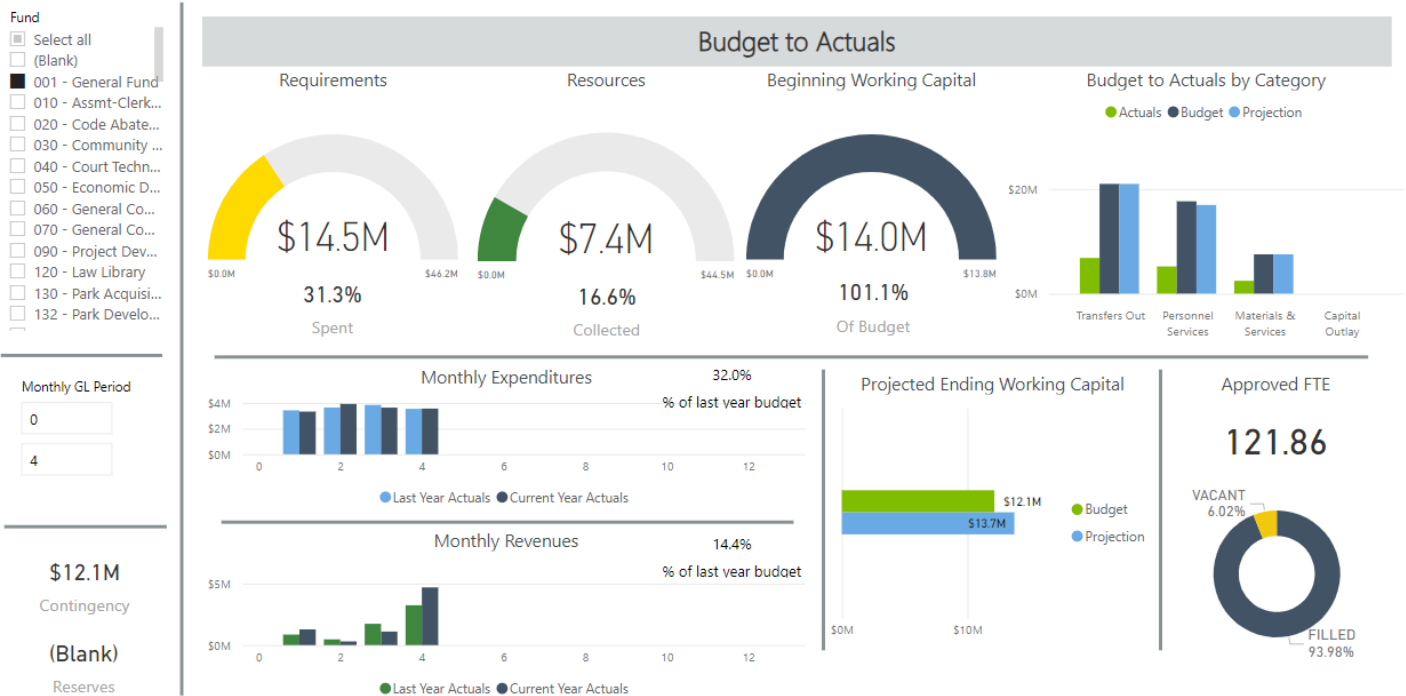 Fund
Select all
(Blank)
001 - General Fund
010 - Assmt-Clerk...
020 - Code Abate...
030 - Community ...
040 - Court Techn...
050 - Economic D...
060 - General Co...
070 - General Co...
090 - Project Dev...
120 - Law Library
130 - Park Acquisi...
132 - Park Develo...
Monthly GL Period
0
4
$12.1M
Contingency
(Blank)
Reserves
Budget to Actuals
Requirements
$14.5M
$0.0M $46.2M
31.3%
Spent
Resources
$7.4M
$0.0M $44.5M
16.6%
Collected
Beginning Working Capital
$14.0M
$0.0M $13.8M
101.1%
Of Budget
Budget to Actuals by Category
Actuals Budget Projection
$20M
$0M
Transfers Out
Personnel
Services
Materials &
Services
Capital
Outlay
Monthly Expenditures
32.0%
% of last year budget
$4M
$2M
$0M
0 2 4 6 8 10 12
Last Year Actuals Current Year Actuals
Monthly Revenues
14.4%
% of last year budget
$5M
$0M
0 2 4 6 8 10 12
Last Year Actuals Current Year Actuals
Projected Ending Working Capital
$12.1M
$13.7M
Budget
Projection
$0M $10M
Approved FTE
121.86
VACANT
6.02%
FILLED
93.98%